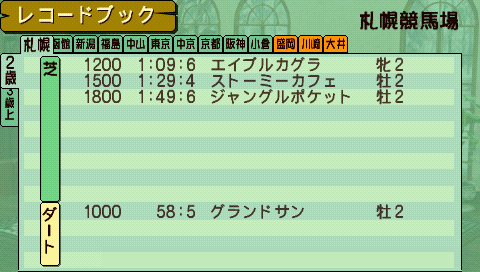 レコードブック
札幌競馬場
札幌 函館 新潟 福島 中山 東京 中京 京都 阪神 小倉 盛岡 川崎 大井
2歳
3歳上
芝
1200 1:09:6 エイブルカグラ 牝2
1500 1:29:4 ストーミーカフェ 牡2
1800 1:49:6 ジャングルポケット 牡2
ダート
1000 58:5 グランドサン 牡2